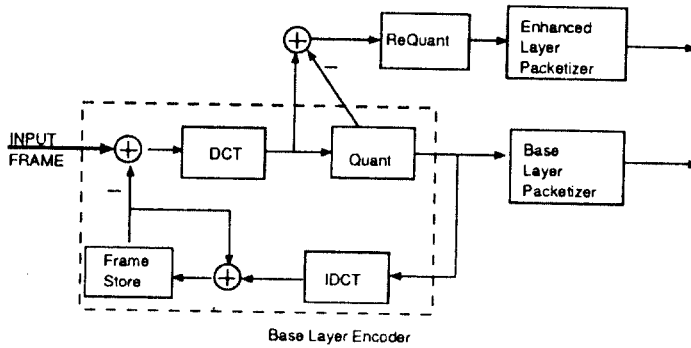 ReQuant
Enhanced
Layer
Packetizer
INPUT
FRAME
DCT
Quant
Base
Layer
Packetizer
Frame
Store
IDCT
Base Layer Encoder